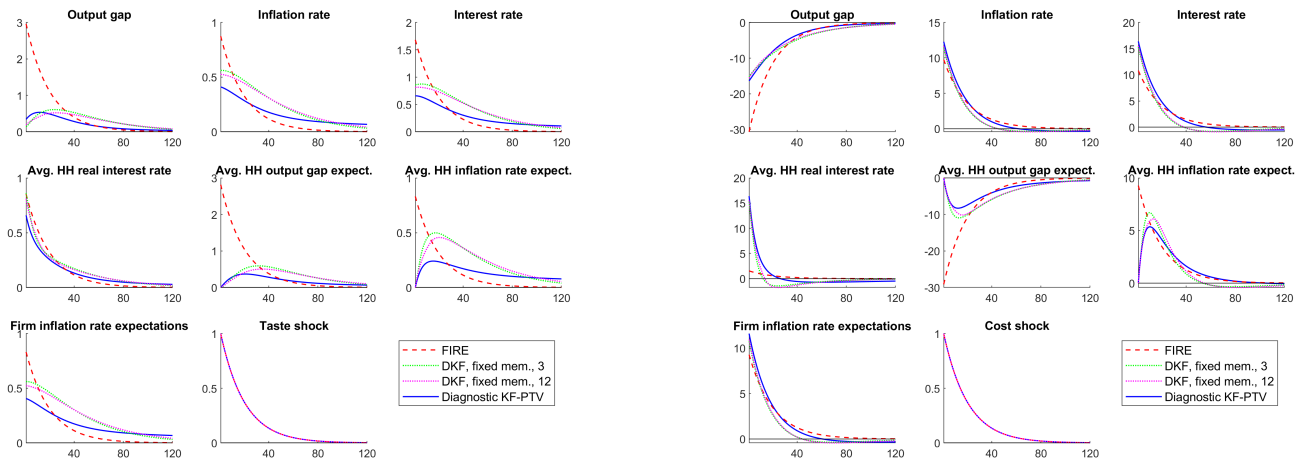 Output gap
3
2
1
0
40 80 120
Inflation rate
1
0.5
0
40 80 120
Interest rate
2
1.5
1
0.5
0
40 80 120
Avg. HH real interest rate
1
0.5
0
40 80 120
Avg. HH output gap expect.
3
2
1
0
40 80 120
Avg. HH inflation rate expect.
1
0.5
0
40 80 120
Firm inflation rate expectations
1
0.5
0
40 80 120
Taste shock
1
0.5
0
40 80 120
FIRE
DKF, fixed mem., 3
DKF, fixed mem., 12
Diagnostic KF-PTV
Output gap
0
-10
-20
-30
40 80 120
Inflation rate
15
10
5
0
40 80 120
Interest rate
20
15
10
5
0
40 80 120
Avg. HH real interest rate
20
15
10
5
0
40 80 120
Avg. HH output gap expect.
0
-10
-20
-30
40 80 120
Avg. HH inflation rate expect.
10
5
0
40 80 120
Firm inflation rate expectations
10
5
0
40 80 120
Cost shock
1
0.5
0
40 80 120
FIRE
DKF, fixed mem., 3
DKF, fixed mem., 12
Diagnostic KF-PTV